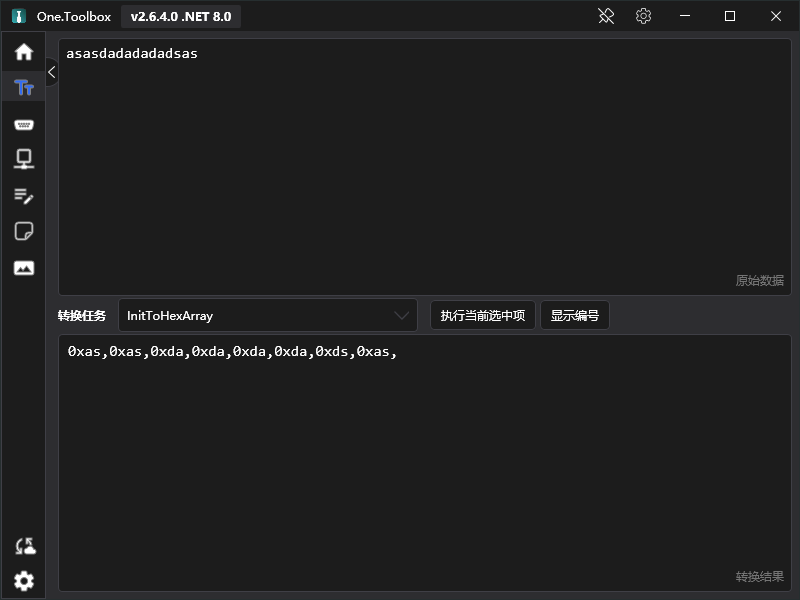 One.Toolbox v2.6.4.0 .NET 8.0
asasdadadadadsas
原始数据
转换任务 InitToHexArray 执行当前选中项 显示编号
0xas,0xas,0xda,0xda,0xda,0xda,0xds,0xas,
转换结果